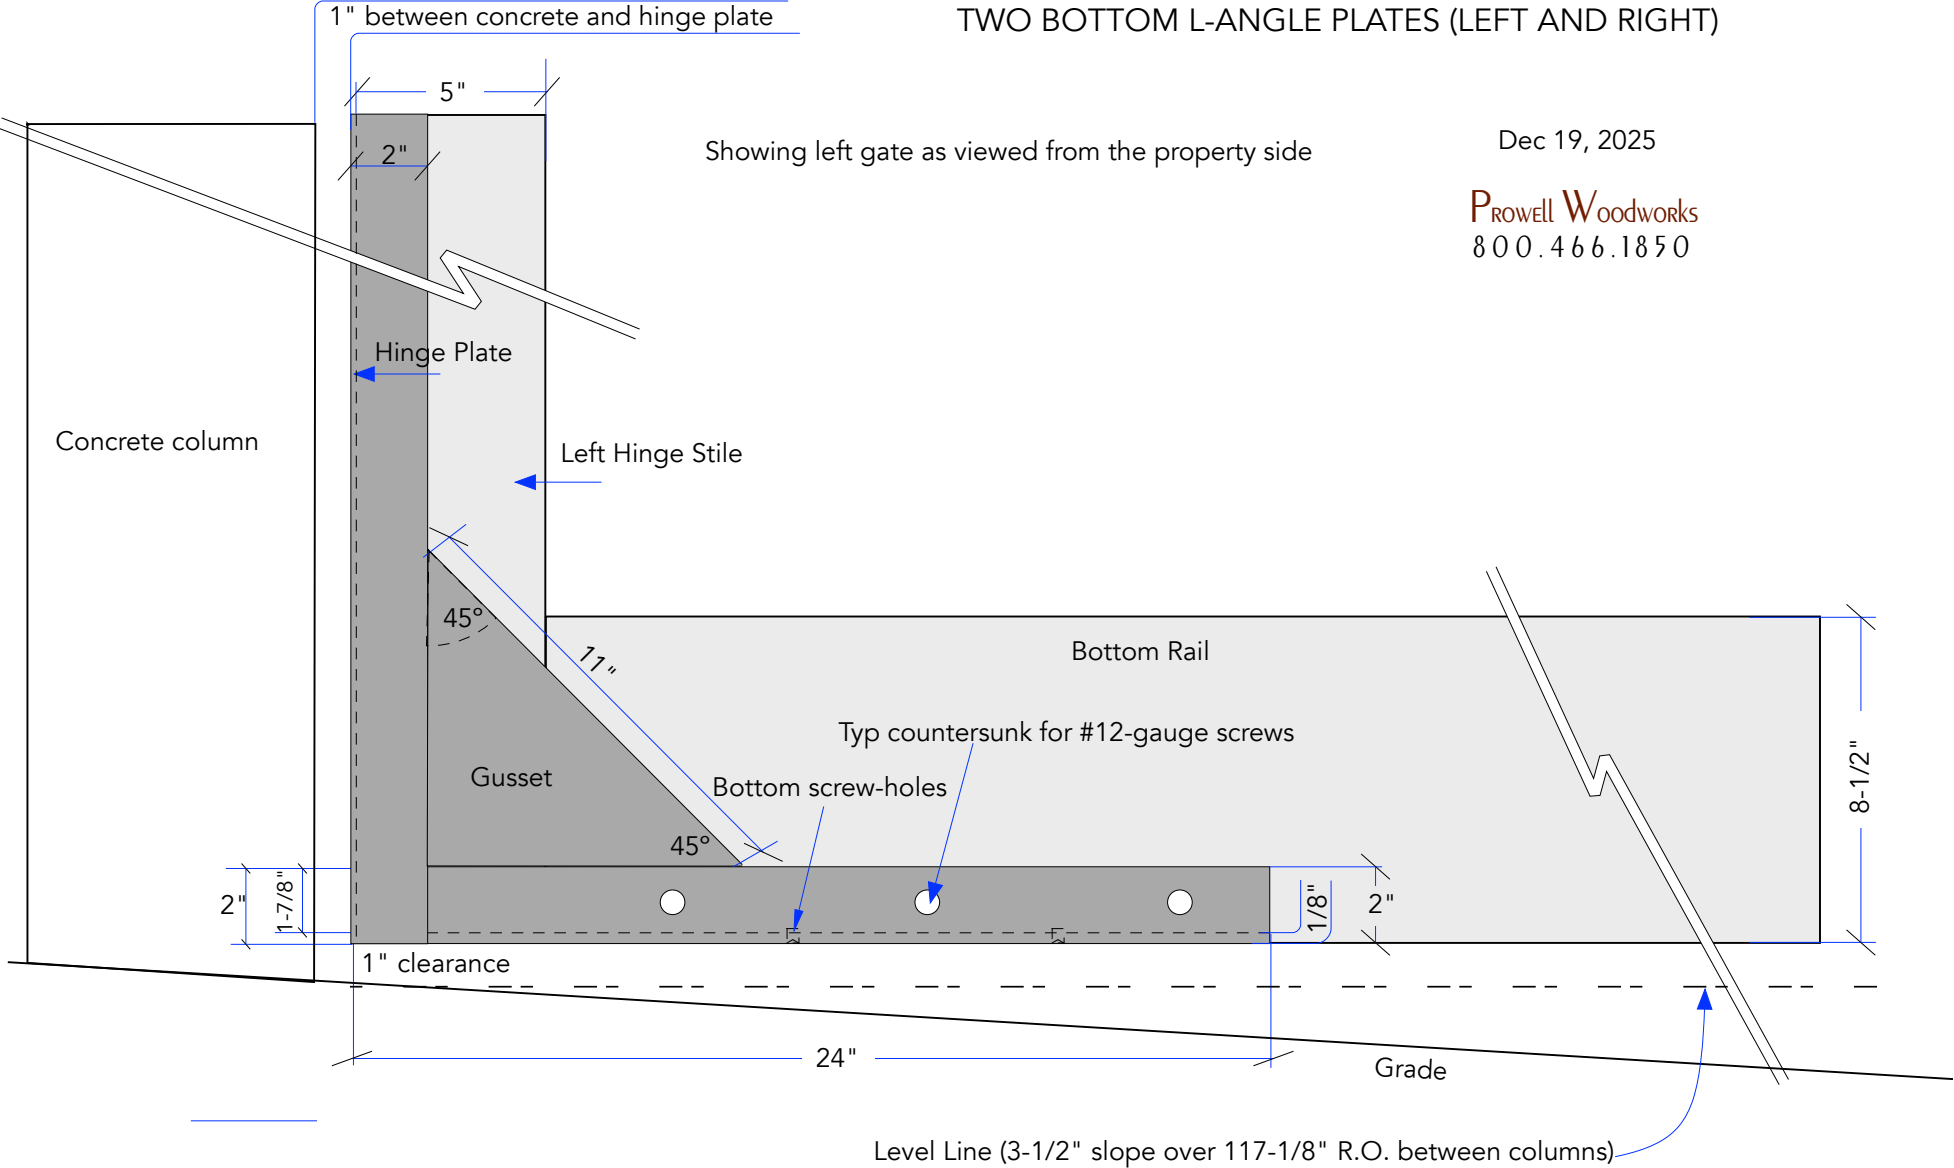 1" between concrete and hinge plate
TWO BOTTOM L-ANGLE PLATES (LEFT AND RIGHT)
5"
2"
Showing left gate as viewed from the property side
Dec 19, 2025
Prowell Woodworks
800.466.1850
Hinge Plate
Concrete column
Left Hinge Stile
45°
11"
Bottom Rail
Typ countersunk for #12-gauge screws
Gusset
Bottom screw-holes
8-1/2"
45°
2"
1-7/8"
1/8"
2"
1" clearance
24"
Grade
Level Line (3-1/2" slope over 117-1/8" R.O. between columns)